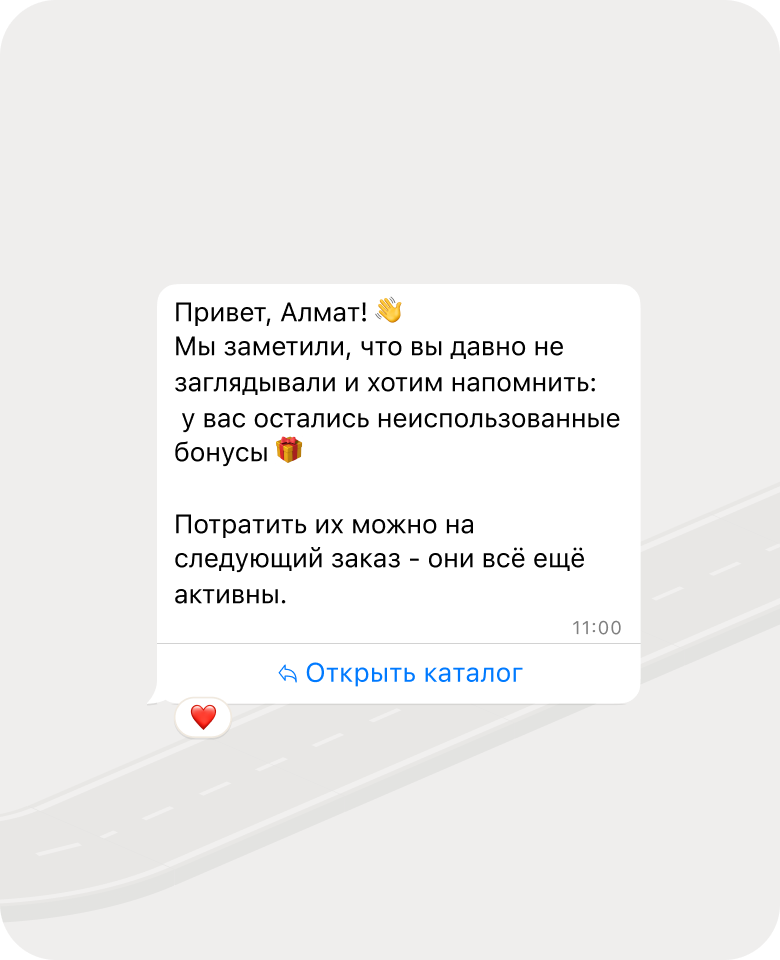 Привет, Алмат! 👋
Мы заметили, что вы давно не
заглядывали и хотим напомнить:
у вас остались неиспользованные
бонусы 🎁
Потратить их можно на
следующий заказ - они всё ещё
активны.
11:00
Открыть каталог